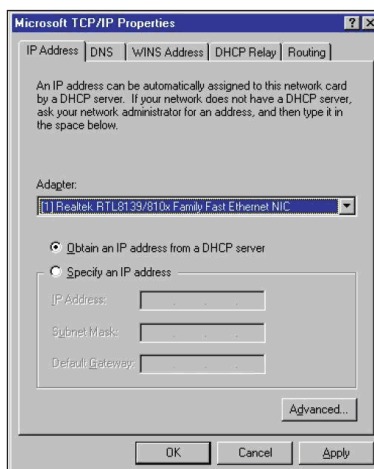 Microsoft TCP/IP Properties
IP Address DNS WINS Address DHCP Relay Routing
An IP address can be automatically assigned to this network card
by a DHCP server. If your network does not have a DHCP server,
ask your network administrator for an address, and then type it in
the space below.
Adapter:
[1] Realtek RTL8139/810x Family Fast Ethernet NIC
Obtain an IP address from a DHCP server
Specify an IP address
IP Address:
Subnet Mask:
Default Gateway:
Advanced...
OK Cancel Apply